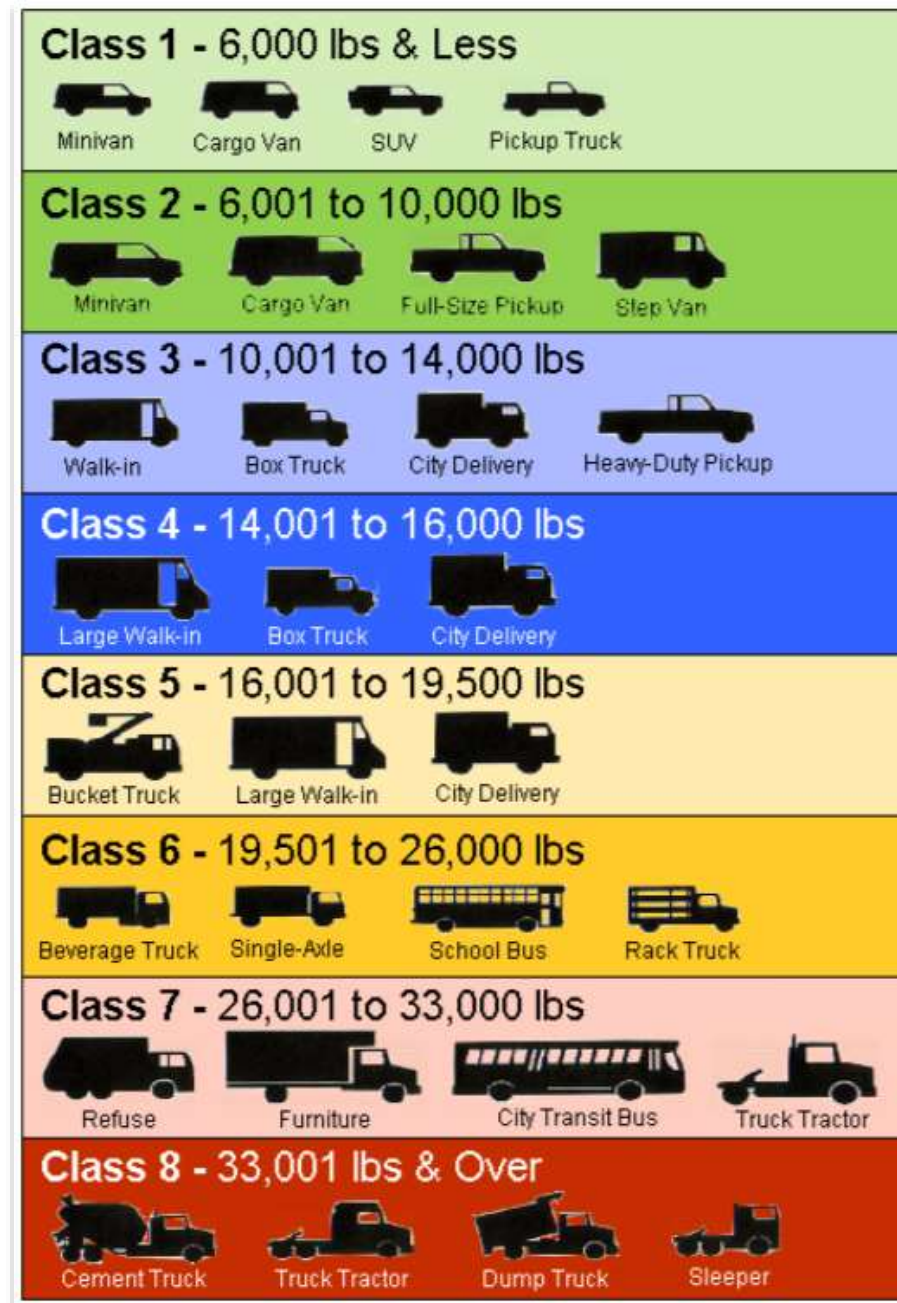 Class 1 - 6,000 lbs & Less
Minivan Cargo Van SUV Pickup Truck
Class 2 - 6,001 to 10,000 lbs
Minivan Cargo Van Full-Size Pickup Step Van
Class 3 - 10,001 to 14,000 lbs
Walk-in Box Truck City Delivery Heavy-Duty Pickup
Class 4 - 14,001 to 16,000 lbs
Large Walk-in Box Truck City Delivery
Class 5 - 16,001 to 19,500 lbs
Bucket Truck Large Walk-in City Delivery
Class 6 - 19,501 to 26,000 lbs
Beverage Truck Single-Axle School Bus Rack Truck
Class 7 - 26,001 to 33,000 lbs
Refuse Furniture City Transit Bus Truck Tractor
Class 8 - 33,001 lbs & Over
Cement Truck Truck Tractor Dump Truck Sleeper